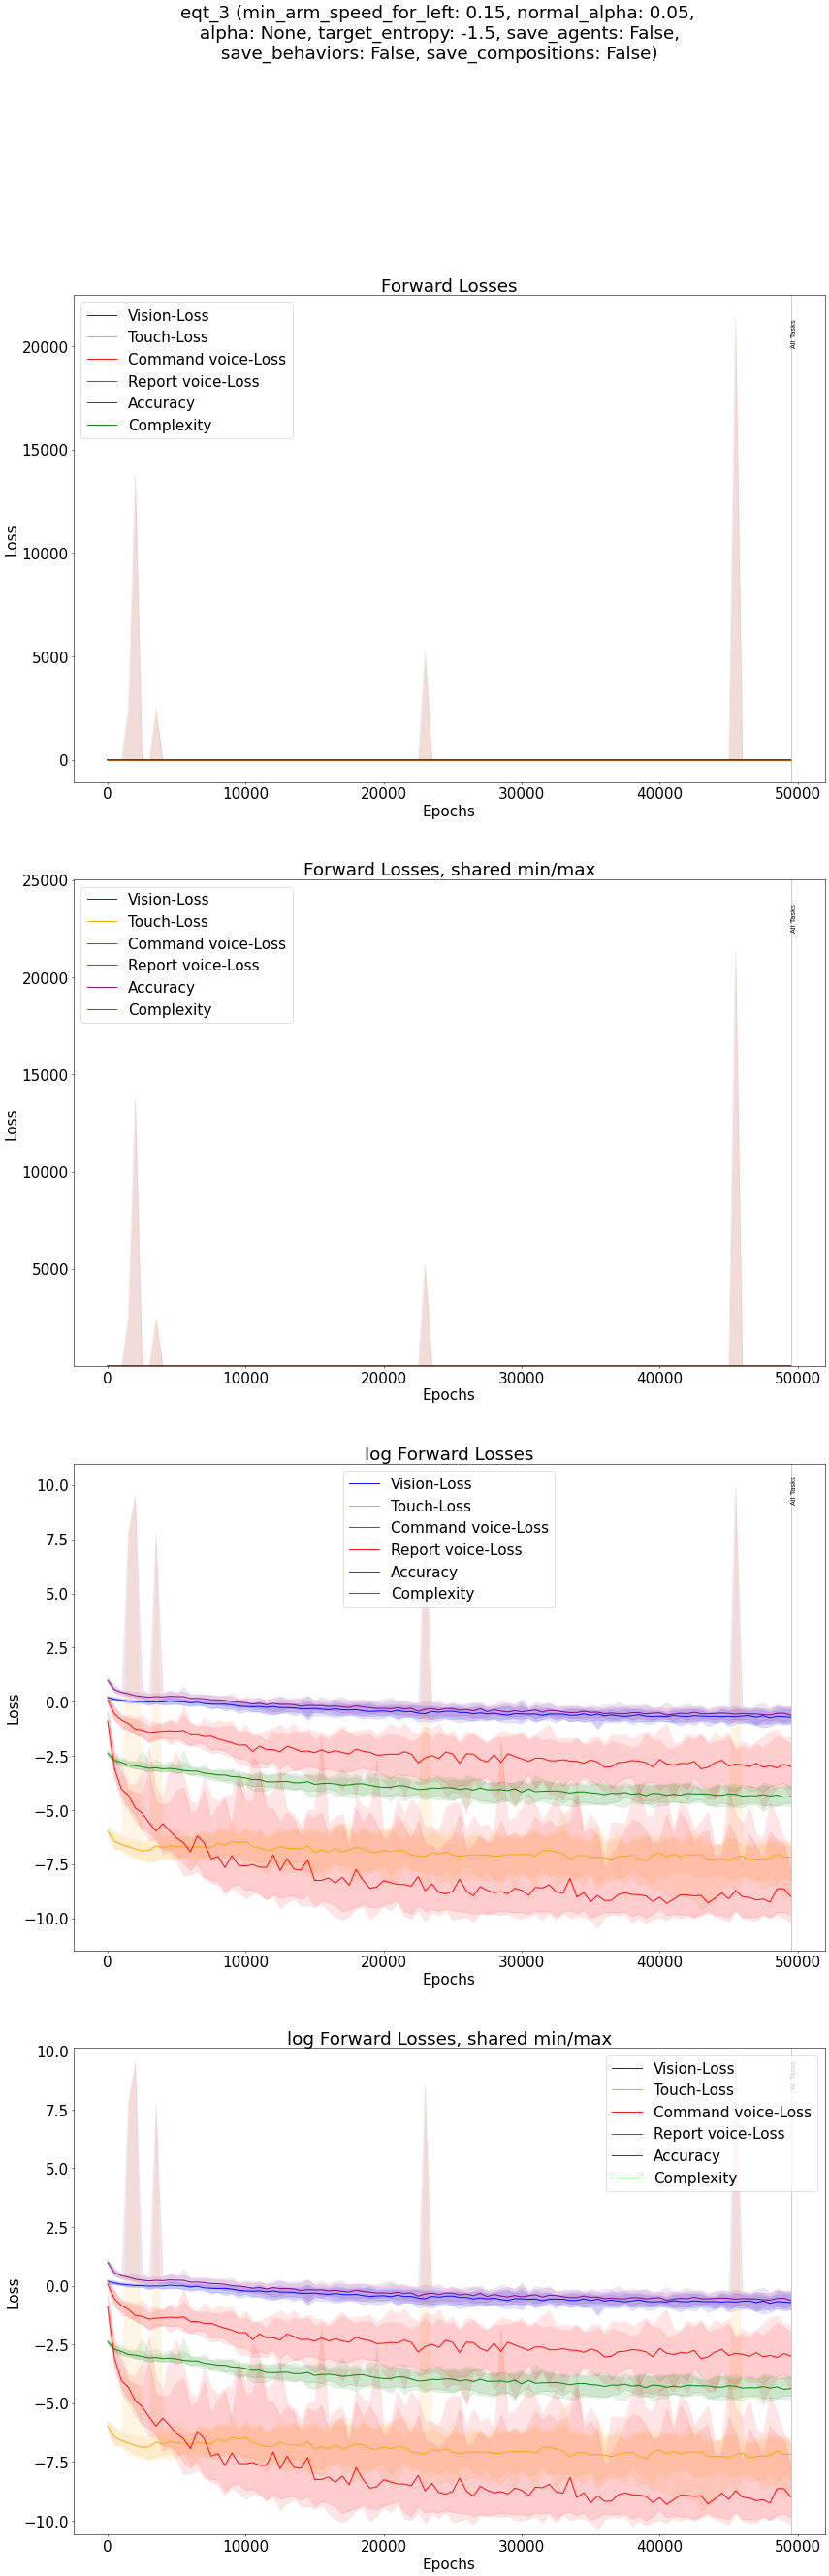 eqt_3 (min_arm_speed_for_left: 0.15, normal_alpha: 0.05,
alpha: None, target_entropy: -1.5, save_agents: False,
save_behaviors: False, save_compositions: False)
Forward Losses
Vision-Loss
Touch-Loss
Command voice-Loss
Report voice-Loss
Accuracy
Complexity
All Tasks
20000
15000
10000
5000
0
Loss
0 10000 20000 30000 40000 50000
Epochs
Forward Losses, shared min/max
Vision-Loss
Touch-Loss
Command voice-Loss
Report voice-Loss
Accuracy
Complexity
All Tasks
25000
20000
15000
10000
5000
Loss
0 10000 20000 30000 40000 50000
Epochs
log Forward Losses
Vision-Loss
Touch-Loss
Command voice-Loss
Report voice-Loss
Accuracy
Complexity
All Tasks
10.0
7.5
5.0
2.5
0.0
−2.5
−5.0
−7.5
−10.0
Loss
0 10000 20000 30000 40000 50000
Epochs
log Forward Losses, shared min/max
Vision-Loss
Touch-Loss
Command voice-Loss
Report voice-Loss
Accuracy
Complexity
All Tasks
10.0
7.5
5.0
2.5
0.0
−2.5
−5.0
−7.5
−10.0
Loss
0 10000 20000 30000 40000 50000
Epochs